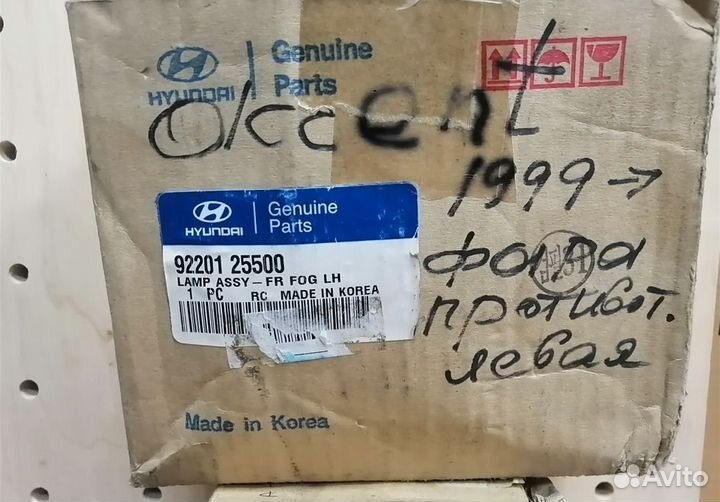 HYUNDAI
Genuine
Parts
Accent
1999 →
фара
противот.
левая
HYUNDAI
Genuine
Parts
92201 25500
LAMP ASSY-FR FOG LH
1 PC RC MADE IN KOREA
Made in Korea
Avito